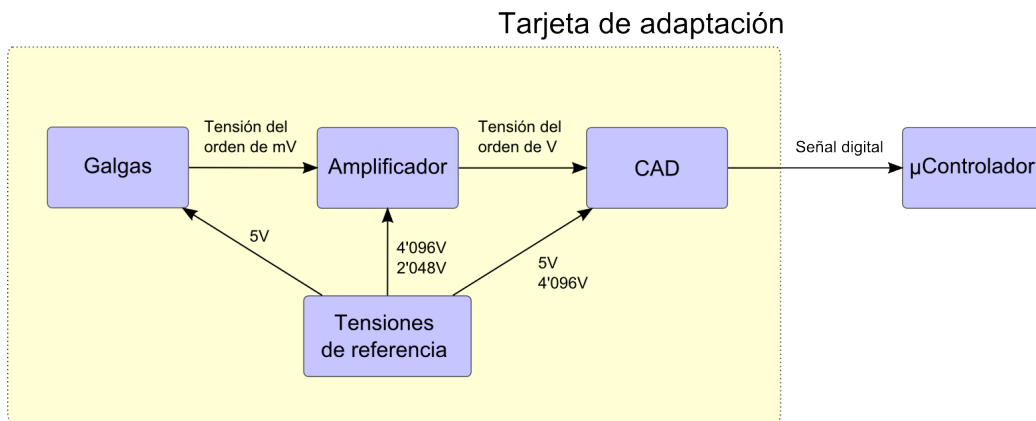 Tarjeta de adaptación
Galgas
Tensión del
orden de mV
Amplificador
Tensión del
orden de V
CAD
Señal digital
µControlador
5V
4'096V
2'048V
5V
4'096V
Tensiones
de referencia